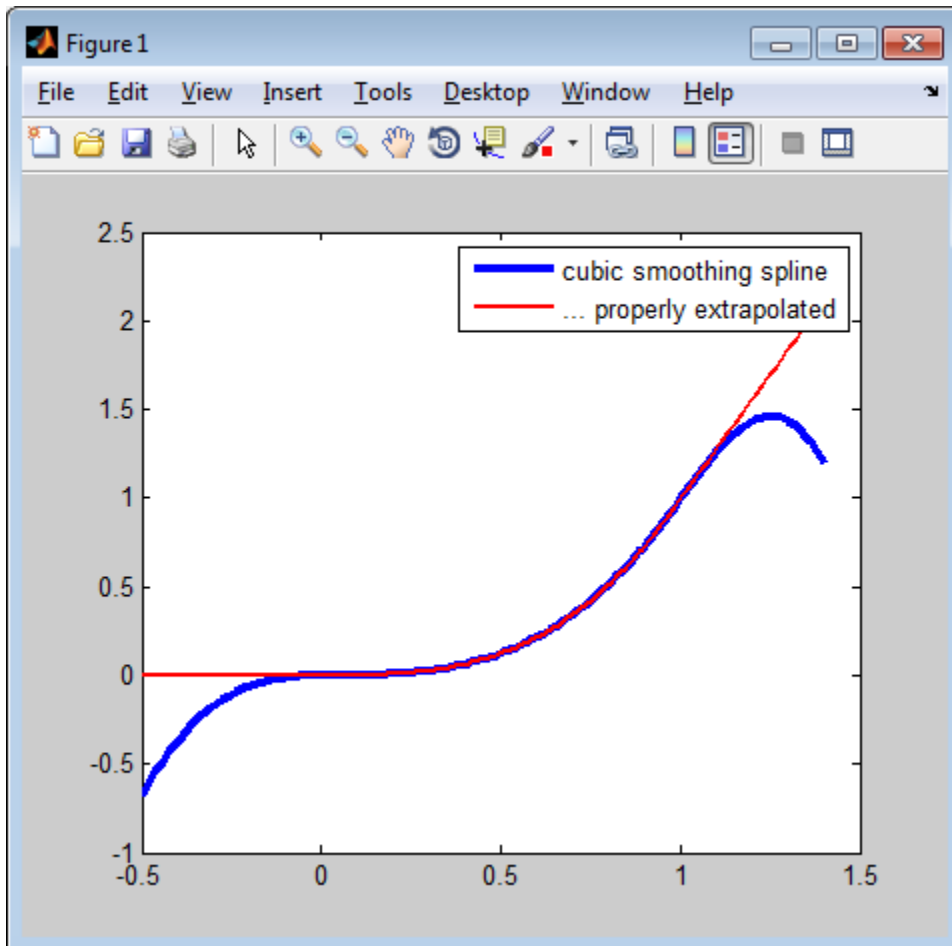 Figure 1
File Edit View Insert Tools Desktop Window Help
2.5
cubic smoothing spline
... properly extrapolated
2
1.5
1
0.5
0
-0.5
-1
-0.5 0 0.5 1 1.5